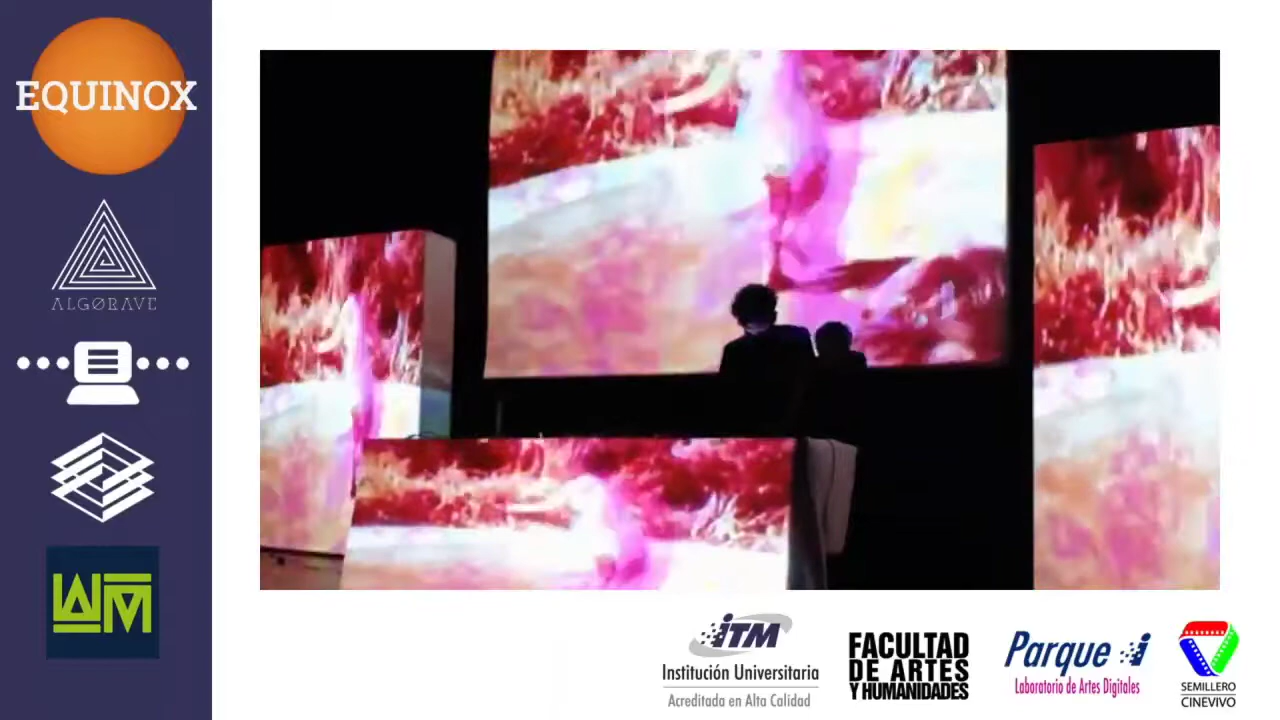 EQUINOX
ALGØRAVE
iTM
Institución Universitaria
Acreditada en Alta Calidad
FACULTAD
DE ARTES
Y HUMANIDADES
Parque i
Laboratorio de Artes Digitales
SEMILLERO
CINEVIVO